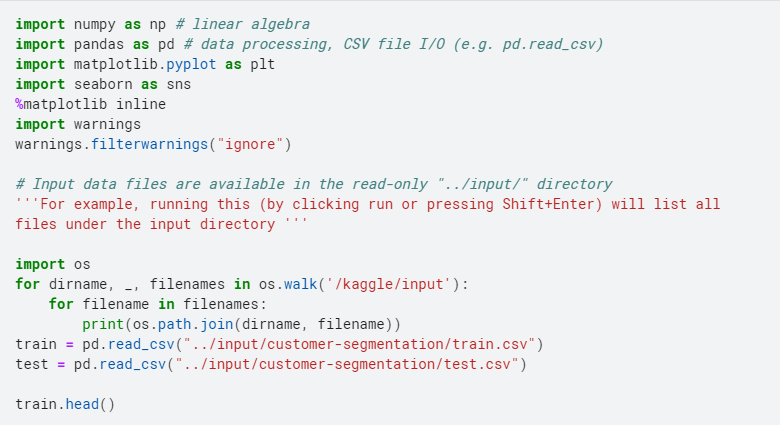 import numpy as np # linear algebra
import pandas as pd # data processing, CSV file I/O (e.g. pd.read_csv)
import matplotlib.pyplot as plt
import seaborn as sns
%matplotlib inline
import warnings
warnings.filterwarnings("ignore")

# Input data files are available in the read-only "../input/" directory
'''For example, running this (by clicking run or pressing Shift+Enter) will list all
files under the input directory '''

import os
for dirname, _, filenames in os.walk('/kaggle/input'):
    for filename in filenames:
        print(os.path.join(dirname, filename))
train = pd.read_csv("../input/customer-segmentation/train.csv")
test = pd.read_csv("../input/customer-segmentation/test.csv")

train.head()